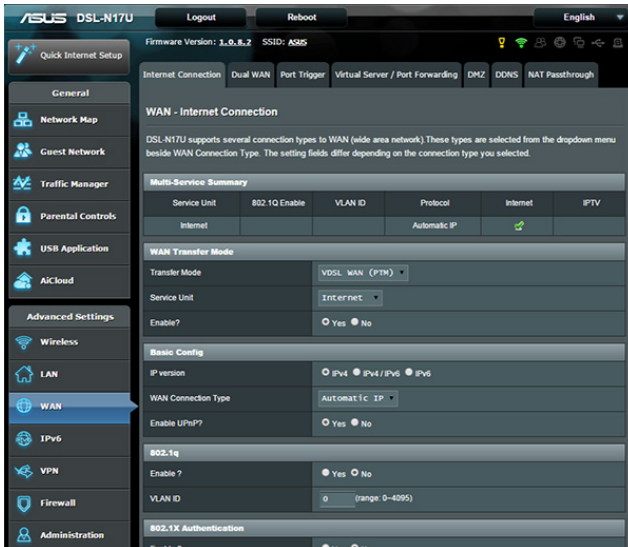 ASUS DSL-N17U Logout Reboot English
Quick Internet Setup
General
Network Map
Guest Network
Traffic Manager
Parental Controls
USB Application
AiCloud
Advanced Settings
Wireless
LAN
WAN
IPv6
VPN
Firewall
Administration
Firmware Version: 1.0.8.2 SSID: ASUS
Internet Connection Dual WAN Port Trigger Virtual Server / Port Forwarding DMZ DDNS NAT Passthrough
WAN - Internet Connection
DSL-N17U supports several connection types to WAN (wide area network).These types are selected from the dropdown menu
beside WAN Connection Type. The setting fields differ depending on the connection type you selected.
Multi-Service Summary
Service Unit 802.1Q Enable VLAN ID Protocol Internet IPTV
Internet Automatic IP
WAN Transfer Mode
Transfer Mode VDSL WAN (PTM)
Service Unit Internet
Enable? Yes No
Basic Config
IP version IPv4 IPv4 / IPv6 IPv6
WAN Connection Type Automatic IP
Enable UPnP? Yes No
802.1q
Enable ? Yes No
VLAN ID 0 (range: 0~4095)
802.1X Authentication